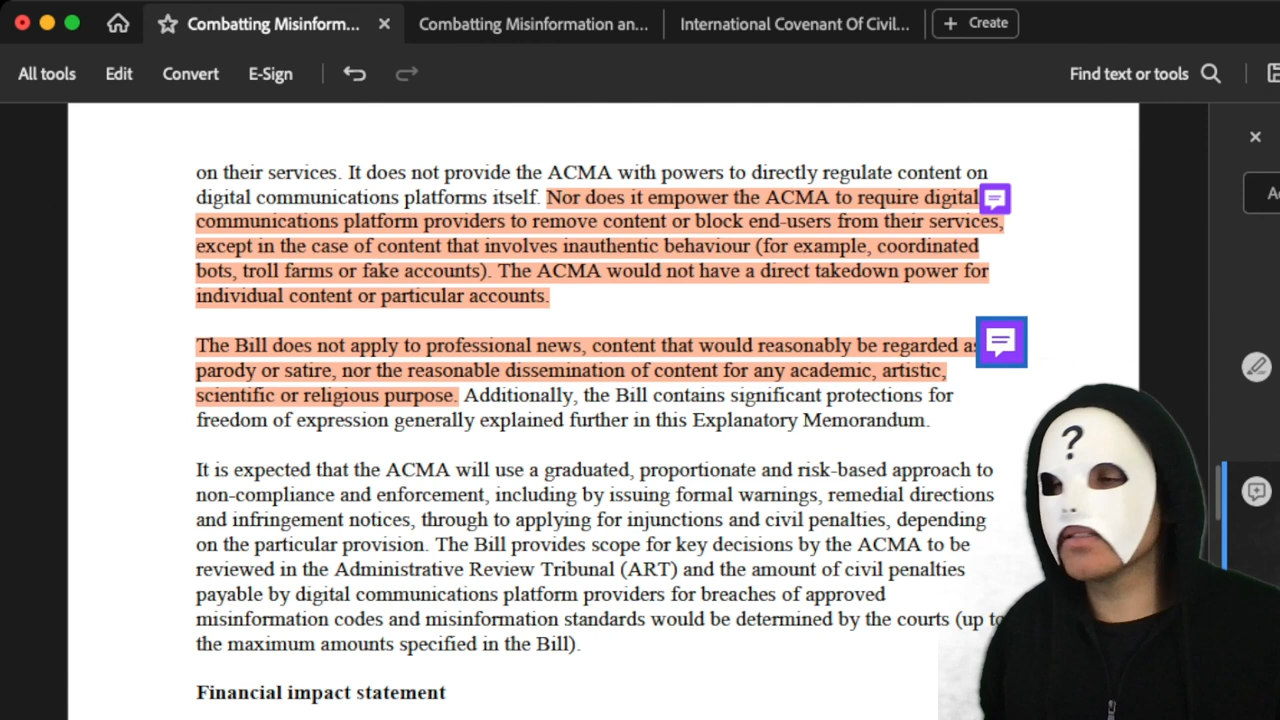 Combatting Misinform...
Combatting Misinformation an...
International Covenant Of Civil...
Create
All tools
Edit
Convert
E-Sign
Find text or tools
on their services. It does not provide the ACMA with powers to directly regulate content on
digital communications platforms itself. Nor does it empower the ACMA to require digital
communications platform providers to remove content or block end-users from their services,
except in the case of content that involves inauthentic behaviour (for example, coordinated
bots, troll farms or fake accounts). The ACMA would not have a direct takedown power for
individual content or particular accounts.
The Bill does not apply to professional news, content that would reasonably be regarded as
parody or satire, nor the reasonable dissemination of content for any academic, artistic,
scientific or religious purpose. Additionally, the Bill contains significant protections for
freedom of expression generally explained further in this Explanatory Memorandum.
It is expected that the ACMA will use a graduated, proportionate and risk-based approach to
non-compliance and enforcement, including by issuing formal warnings, remedial directions
and infringement notices, through to applying for injunctions and civil penalties, depending
on the particular provision. The Bill provides scope for key decisions by the ACMA to be
reviewed in the Administrative Review Tribunal (ART) and the amount of civil penalties
payable by digital communications platform providers for breaches of approved
misinformation codes and misinformation standards would be determined by the courts (up to
the maximum amounts specified in the Bill).
Financial impact statement
?